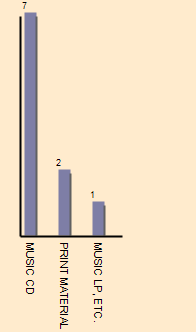 7
2
1
MUSIC CD
PRINT MATERIAL
MUSIC LP, ETC.